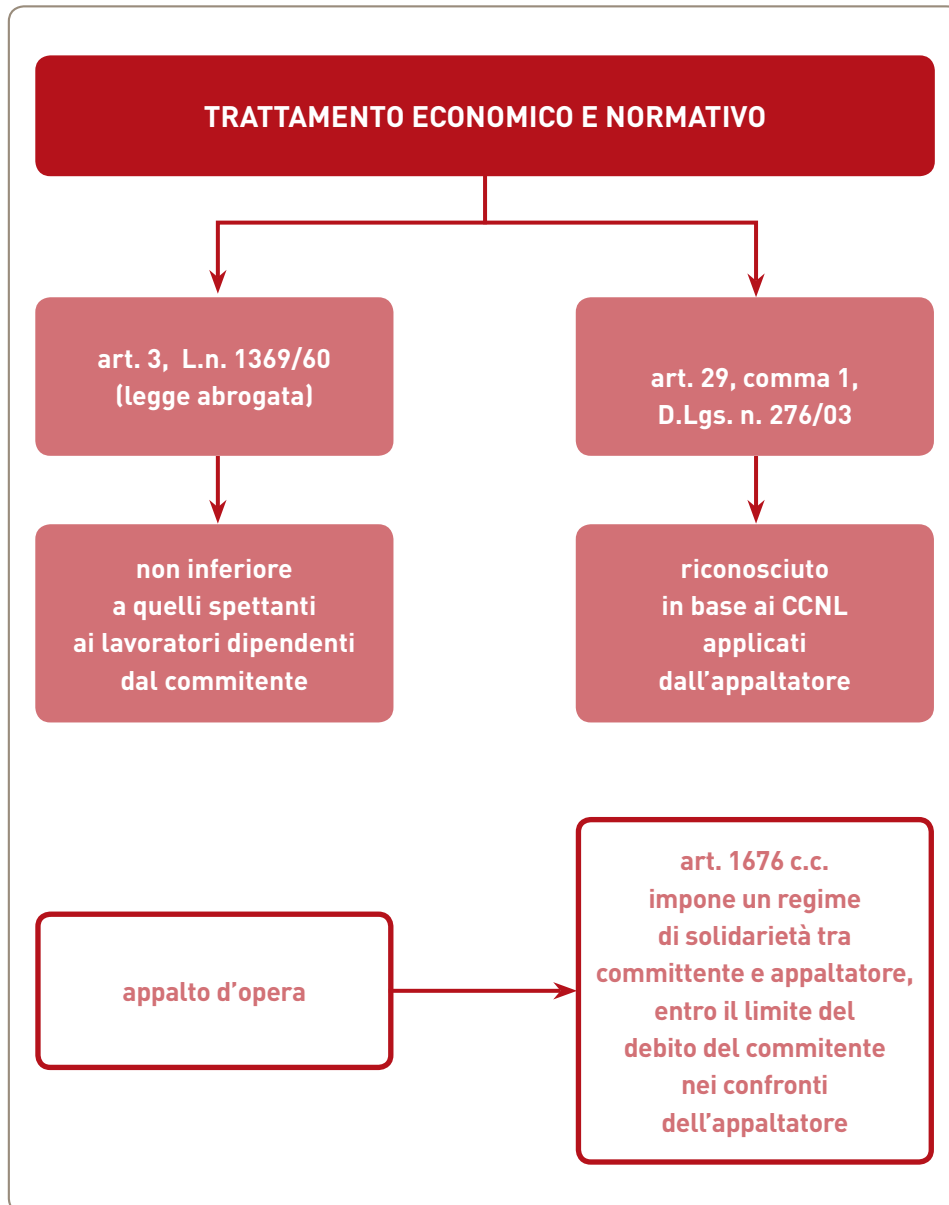 TRATTAMENTO ECONOMICO E NORMATIVO
art. 3, L.n. 1369/60
(legge abrogata)
art. 29, comma 1,
D.Lgs. n. 276/03
non inferiore
a quelli spettanti
ai lavoratori dipendenti
dal commitente
riconosciuto
in base ai CCNL
applicati
dall’appaltatore
appalto d’opera
art. 1676 c.c.
impone un regime
di solidarietà tra
committente e appaltatore,
entro il limite del
debito del commitente
nei confronti
dell’appaltatore